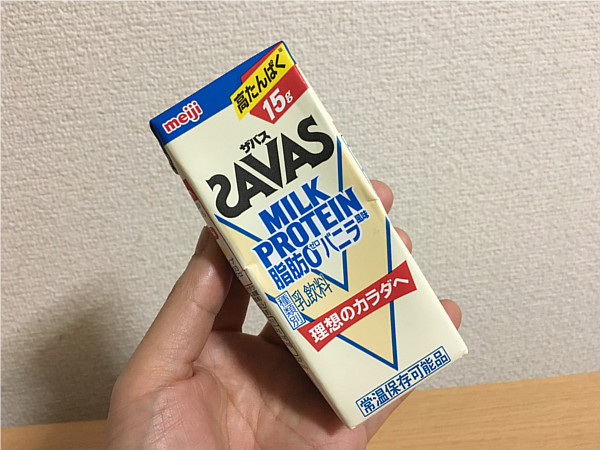 meiji
高たんぱく
15g
ザバス
SAVAS
MILK
PROTEIN
脂肪0ゼロ バニラ風味
種類別 乳飲料
理想のカラダへ
常温保存可能品